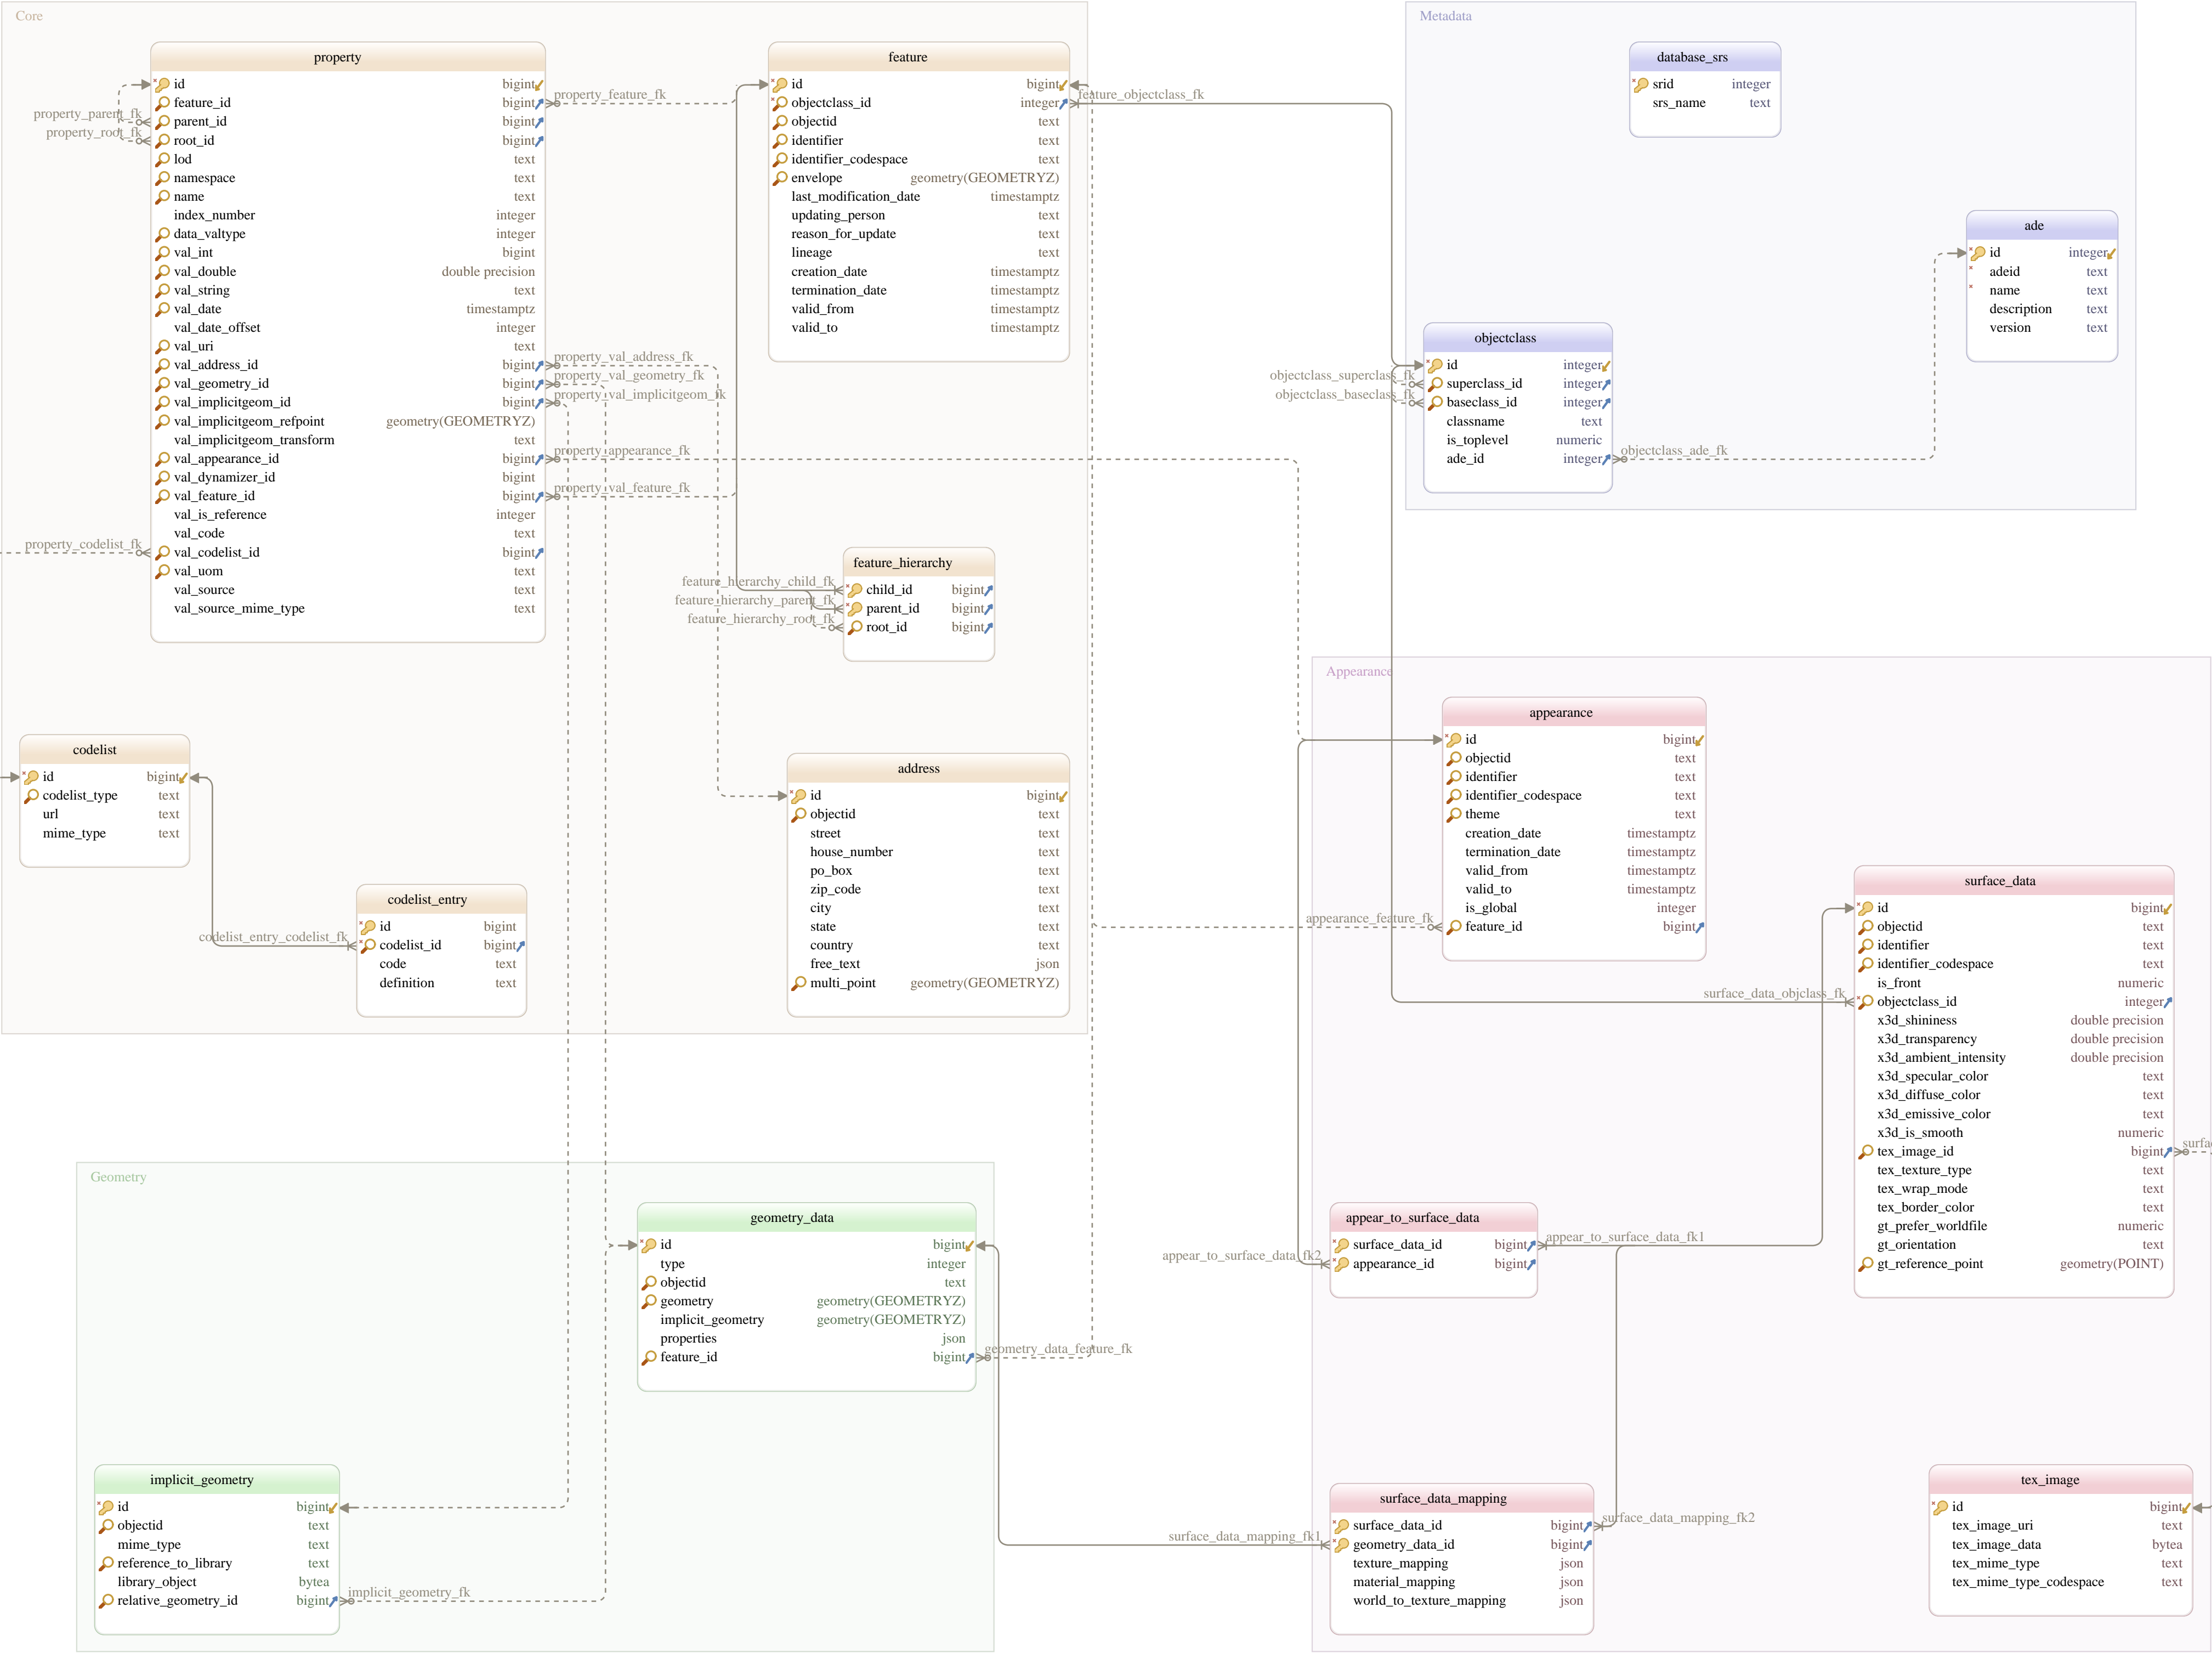 Core
property
id bigint
feature_id bigint
parent_id bigint
root_id bigint
lod text
namespace text
name text
index_number integer
data_valtype integer
val_int bigint
val_double double precision
val_string text
val_date timestamptz
val_date_offset integer
val_uri text
val_address_id bigint
val_geometry_id bigint
val_implicitgeom_id bigint
val_implicitgeom_refpoint geometry(GEOMETRYZ)
val_implicitgeom_transform text
val_appearance_id bigint
val_dynamizer_id bigint
val_feature_id bigint
val_is_reference integer
val_code text
val_codelist_id bigint
val_uom text
val_source text
val_source_mime_type text
property_parent_fk
property_root_fk
property_codelist_fk
property_feature_fk
property_val_address_fk
property_val_geometry_fk
property_val_implicitgeom_fk
property_appearance_fk
property_val_feature_fk
feature
id bigint
objectclass_id integer
objectid text
identifier text
identifier_codespace text
envelope geometry(GEOMETRYZ)
last_modification_date timestamptz
updating_person text
reason_for_update text
lineage text
creation_date timestamptz
termination_date timestamptz
valid_from timestamptz
valid_to timestamptz
feature_objectclass_fk
feature_hierarchy
child_id bigint
parent_id bigint
root_id bigint
feature_hierarchy_child_fk
feature_hierarchy_parent_fk
feature_hierarchy_root_fk
codelist
id bigint
codelist_type text
url text
mime_type text
codelist_entry
id bigint
codelist_id bigint
code text
definition text
codelist_entry_codelist_fk
address
id bigint
objectid text
street text
house_number text
po_box text
zip_code text
city text
state text
country text
free_text json
multi_point geometry(GEOMETRYZ)
Metadata
database_srs
srid integer
srs_name text
ade
id integer
adeid text
name text
description text
version text
objectclass
id integer
superclass_id integer
baseclass_id integer
classname text
is_toplevel numeric
ade_id integer
objectclass_superclass_fk
objectclass_baseclass_fk
objectclass_ade_fk
Appearance
appearance
id bigint
objectid text
identifier text
identifier_codespace text
theme text
creation_date timestamptz
termination_date timestamptz
valid_from timestamptz
valid_to timestamptz
is_global integer
feature_id bigint
appearance_feature_fk
surface_data
id bigint
objectid text
identifier text
identifier_codespace text
is_front numeric
objectclass_id integer
x3d_shininess double precision
x3d_transparency double precision
x3d_ambient_intensity double precision
x3d_specular_color text
x3d_diffuse_color text
x3d_emissive_color text
x3d_is_smooth numeric
tex_image_id bigint
tex_texture_type text
tex_wrap_mode text
tex_border_color text
gt_prefer_worldfile numeric
gt_orientation text
gt_reference_point geometry(POINT)
surface_data_objclass_fk
surfa
appear_to_surface_data
surface_data_id bigint
appearance_id bigint
appear_to_surface_data_fk1
appear_to_surface_data_fk2
Geometry
geometry_data
id bigint
type integer
objectid text
geometry geometry(GEOMETRYZ)
implicit_geometry geometry(GEOMETRYZ)
properties json
feature_id bigint
geometry_data_feature_fk
implicit_geometry
id bigint
objectid text
mime_type text
reference_to_library text
library_object bytea
relative_geometry_id bigint
implicit_geometry_fk
surface_data_mapping
surface_data_id bigint
geometry_data_id bigint
texture_mapping json
material_mapping json
world_to_texture_mapping json
surface_data_mapping_fk1
surface_data_mapping_fk2
tex_image
id bigint
tex_image_uri text
tex_image_data bytea
tex_mime_type text
tex_mime_type_codespace text